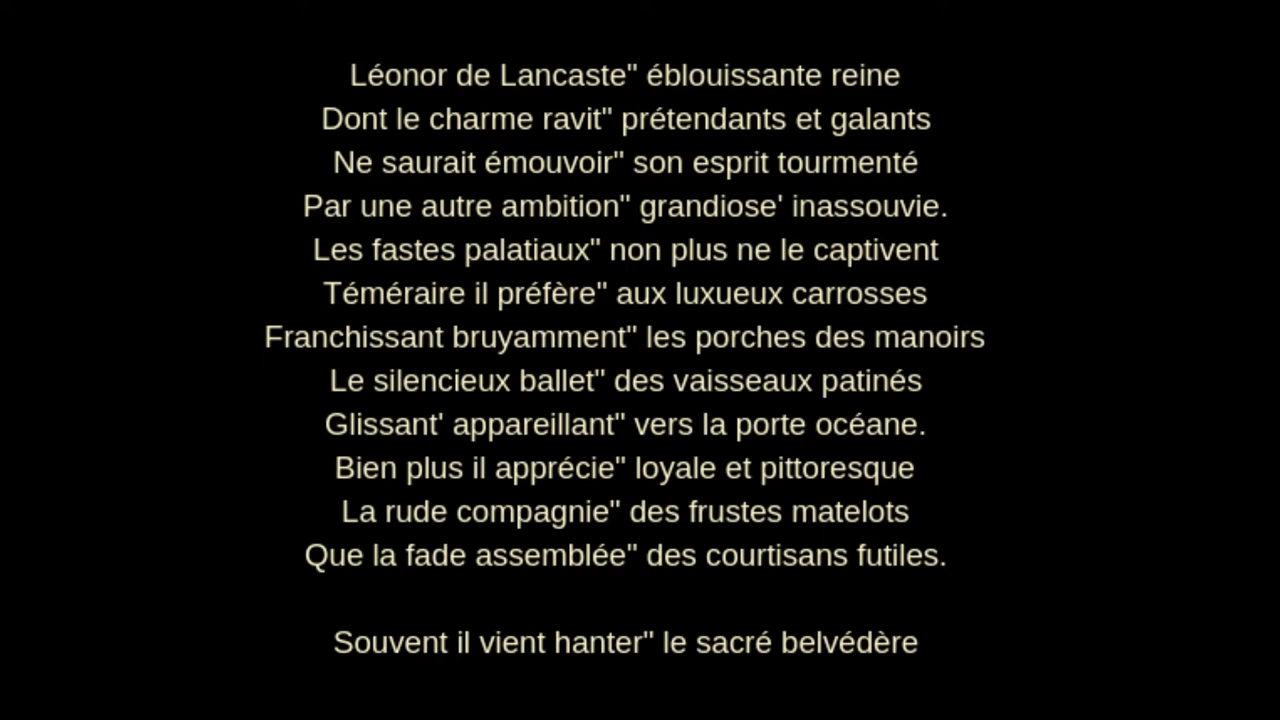 Léonor de Lancaste" éblouissante reine
Dont le charme ravit" prétendants et galants
Ne saurait émouvoir" son esprit tourmenté
Par une autre ambition" grandiose' inassouvie.
Les fastes palatiaux" non plus ne le captivent
Téméraire il préfère" aux luxueux carrosses
Franchissant bruyamment" les porches des manoirs
Le silencieux ballet" des vaisseaux patinés
Glissant' appareillant" vers la porte océane.
Bien plus il apprécie" loyale et pittoresque
La rude compagnie" des frustes matelots
Que la fade assemblée" des courtisans futiles.
Souvent il vient hanter" le sacré belvédère